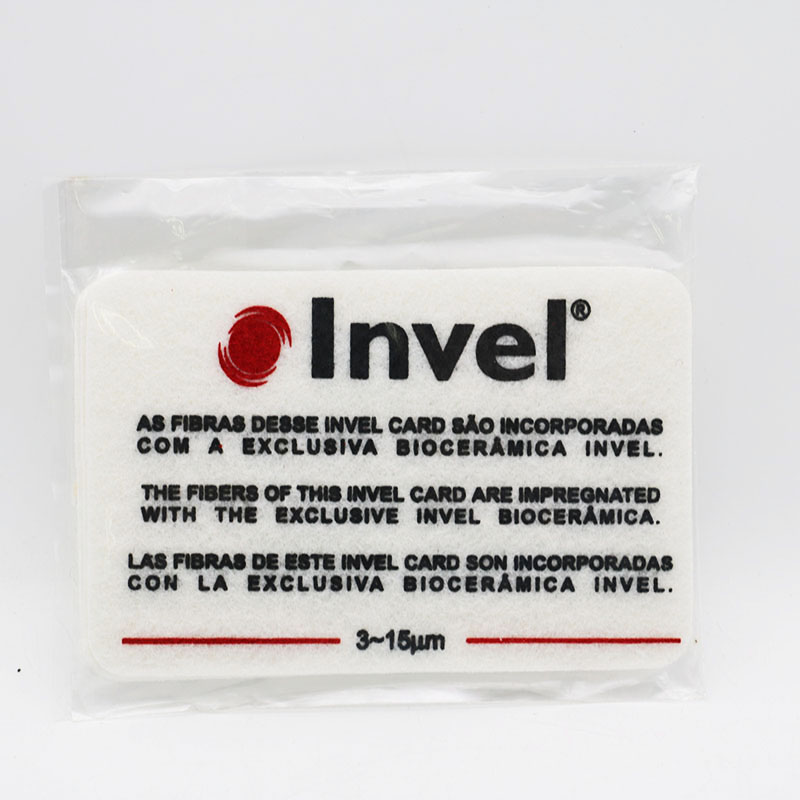 Invel®
AS FIBRAS DESSE INVEL CARD SÃO INCORPORADAS
COM A EXCLUSIVA BIOCERÂMICA INVEL.
THE FIBERS OF THIS INVEL CARD ARE IMPREGNATED
WITH THE EXCLUSIVE INVEL BIOCERÂMICA.
LAS FIBRAS DE ESTE INVEL CARD SON INCORPORADAS
CON LA EXCLUSIVA BIOCERÂMICA INVEL.
3~15µm